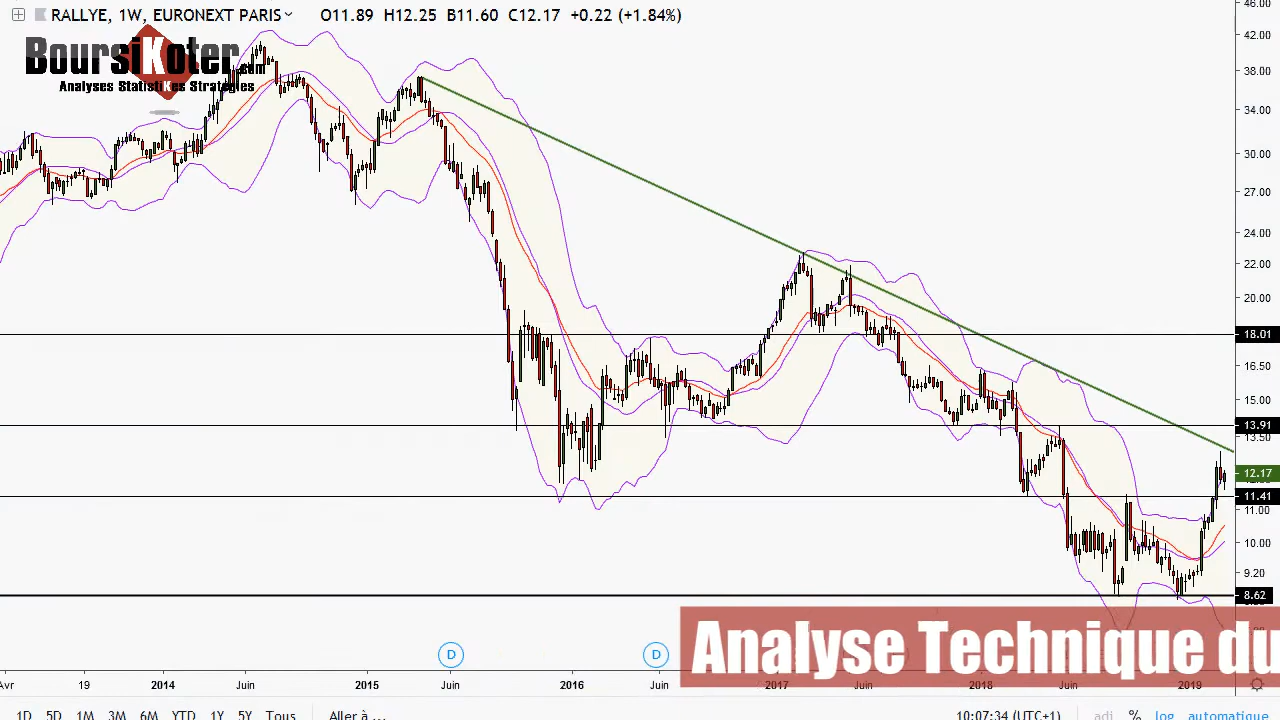 RALLYE, 1W, EURONEXT PARIS O11.89 H12.25 B11.60 C12.17 +0.22 (+1.84%)
BoursiKoter.com
Analyses StatistiKes Strategies
46.00
42.00
38.00
34.00
30.00
27.00
24.00
22.00
20.00
18.01
16.50
15.00
13.91
13.50
12.17
11.41
11.00
10.00
9.20
8.62
D D
Analyse Technique du
Avr 19 2014 Juin 2015 Juin 2016 Juin 2017 Juin 2018 Juin 2019
1D 5D 1M 3M 6M YTD 1Y 5Y Tous Aller à ... 10:07:34 (UTC+1) adj % log automatique